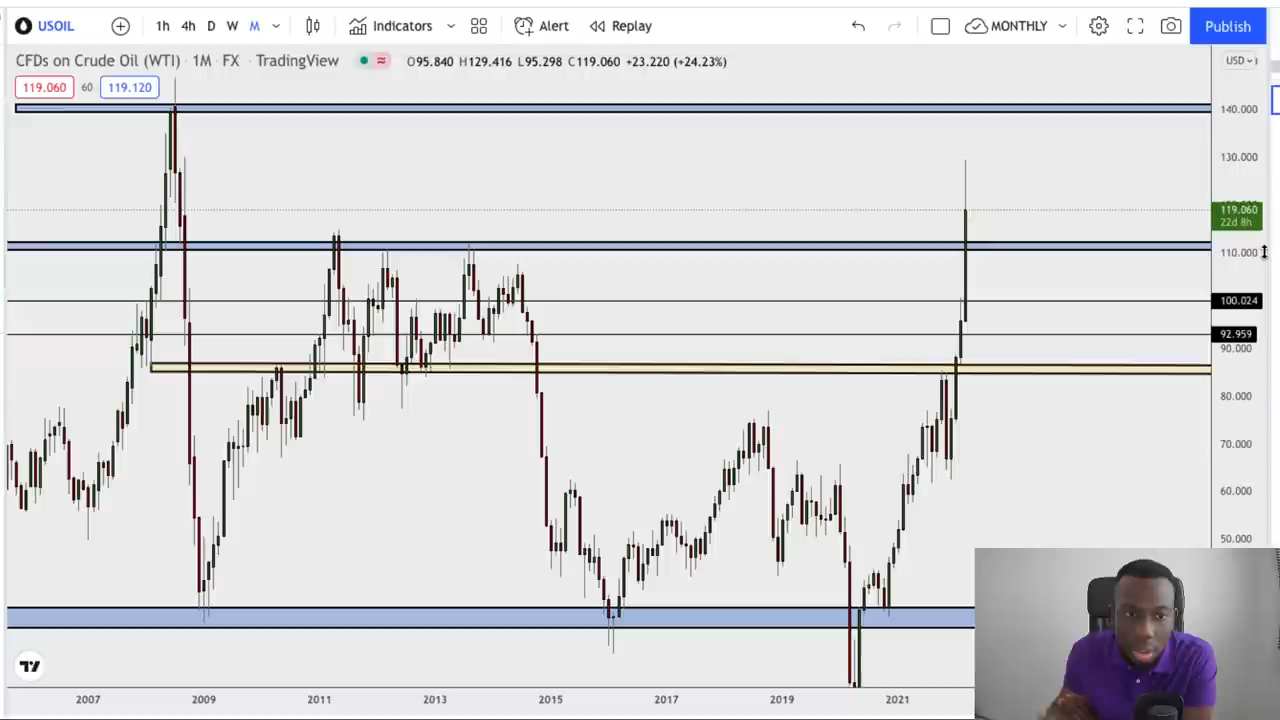 USOIL 1h 4h D W M Indicators Alert Replay MONTHLY Publish
CFDs on Crude Oil (WTI) · 1M · FX · TradingView O95.840 H129.416 L95.298 C119.060 +23.220 (+24.23%) USD
119.060 60 119.120
140.000
130.000
119.060
22d 8h
110.000
100.024
92.959
90.000
80.000
70.000
60.000
50.000
2007 2009 2011 2013 2015 2017 2019 2021